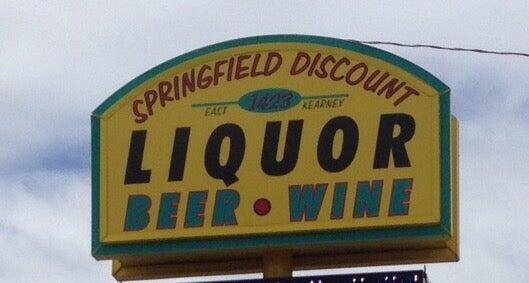 SPRINGFIELD DISCOUNT
EAST 1423 KEARNEY
LIQUOR
BEER • WINE